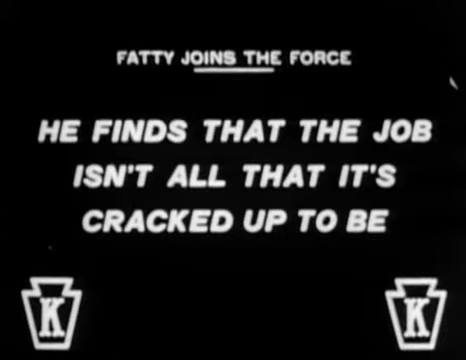 FATTY JOINS THE FORCE
HE FINDS THAT THE JOB
ISN'T ALL THAT IT'S
CRACKED UP TO BE
K K